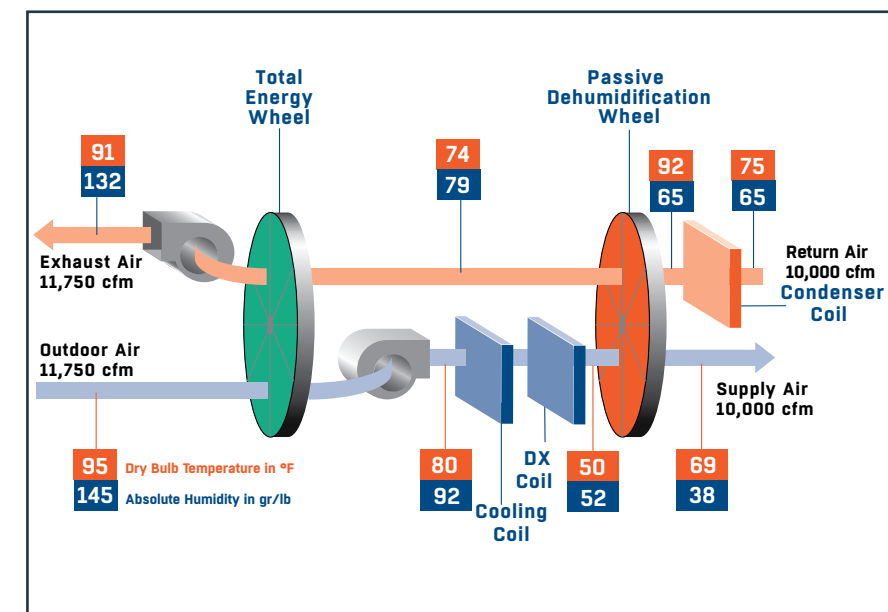 Total
Energy
Wheel
Passive
Dehumidification
Wheel
91
132
74
79
92
65
75
65
Exhaust Air
11,750 cfm
Return Air
10,000 cfm
Condenser
Coil
Outdoor Air
11,750 cfm
Supply Air
10,000 cfm
95 Dry Bulb Temperature in °F
145 Absolute Humidity in gr/lb
80
92
Cooling
Coil
DX
Coil
50
52
69
38